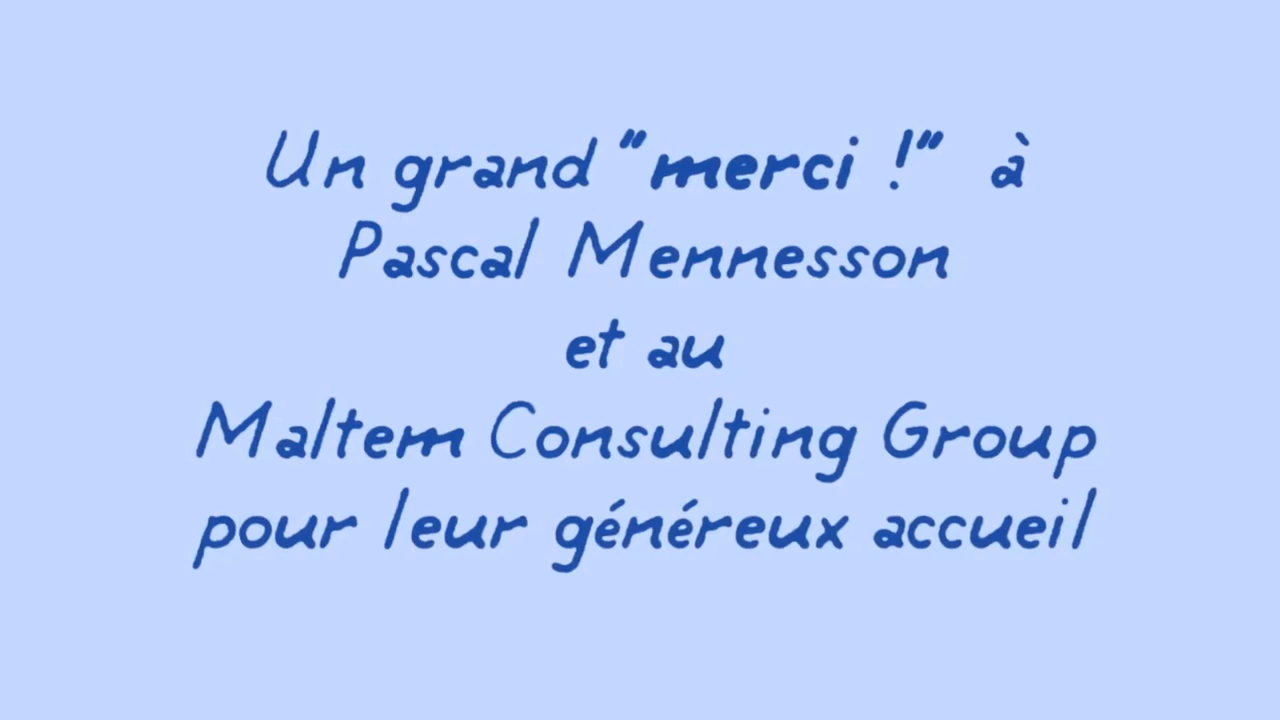 Un grand "merci !" à
Pascal Mennesson
et au
Maltem Consulting Group
pour leur généreux accueil